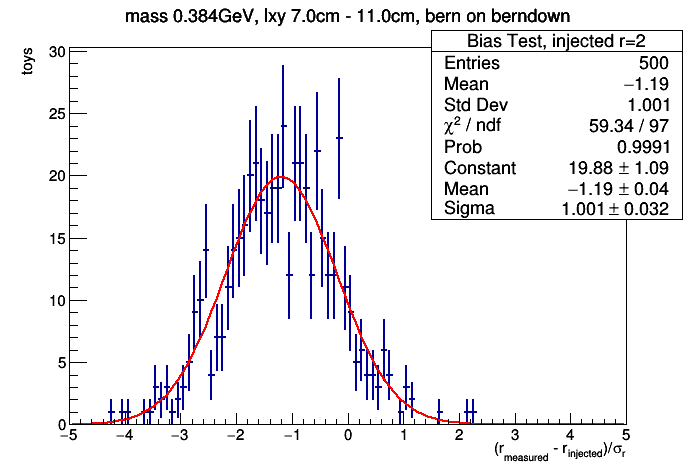 mass 0.384GeV, lxy 7.0cm - 11.0cm, bern on berndown
toys
Bias Test, injected r=2
Entries 500
Mean −1.19
Std Dev 1.001
χ² / ndf 59.34 / 97
Prob 0.9991
Constant 19.88 ± 1.09
Mean −1.19 ± 0.04
Sigma 1.001 ± 0.032
30
25
20
15
10
5
0
−5 −4 −3 −2 −1 0 1 2 3 4 5
(r_measured - r_injected)/σ_r